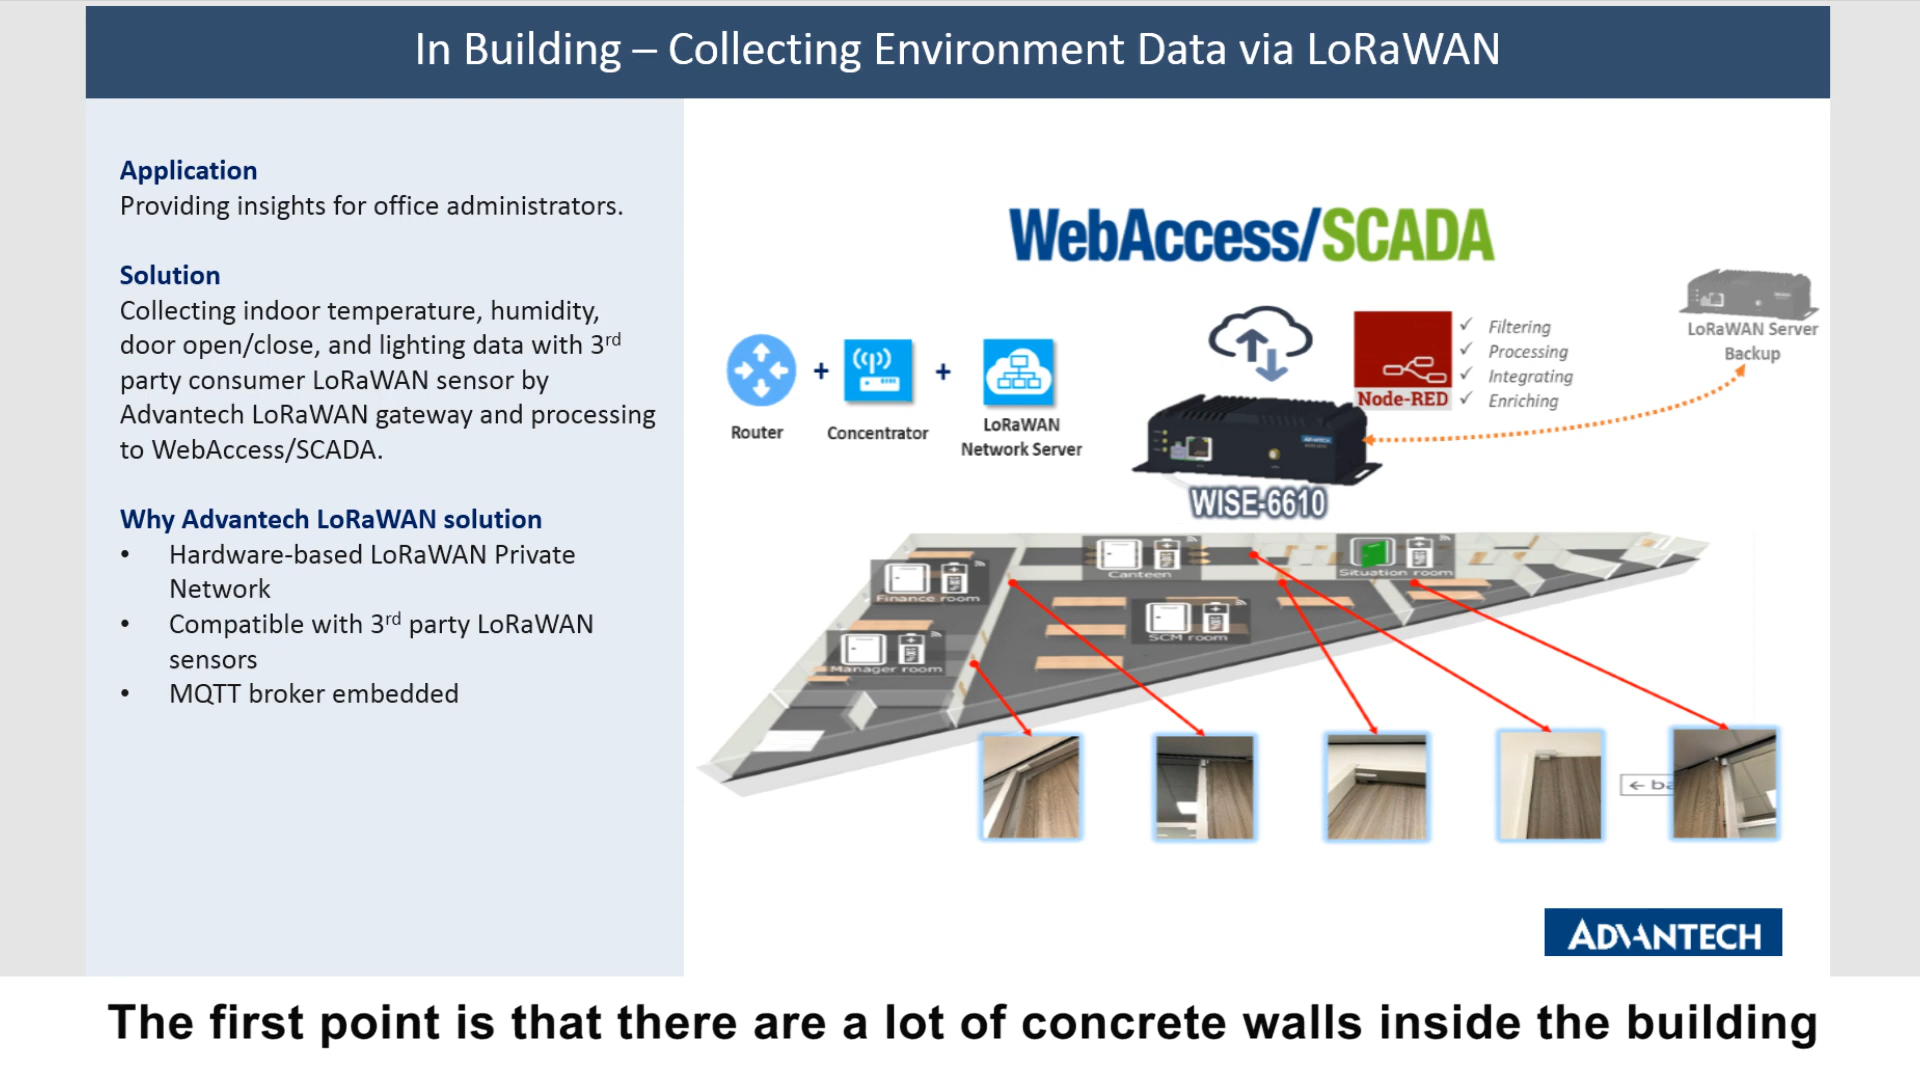 In Building – Collecting Environment Data via LoRaWAN
Application
Providing insights for office administrators.
Solution
Collecting indoor temperature, humidity,
door open/close, and lighting data with 3rd
party consumer LoRaWAN sensor by
Advantech LoRaWAN gateway and processing
to WebAccess/SCADA.
Why Advantech LoRaWAN solution
• Hardware-based LoRaWAN Private
Network
• Compatible with 3rd party LoRaWAN
sensors
• MQTT broker embedded
WebAccess/SCADA
Router
+
Concentrator
+
LoRaWAN
Network Server
Node-RED
✓ Filtering
✓ Processing
✓ Integrating
✓ Enriching
LoRaWAN Server
Backup
ADVANTECH
WISE-6610
Finance room
Canteen
Situation room
SCM room
Manager room
← ba
ADVANTECH
The first point is that there are a lot of concrete walls inside the building